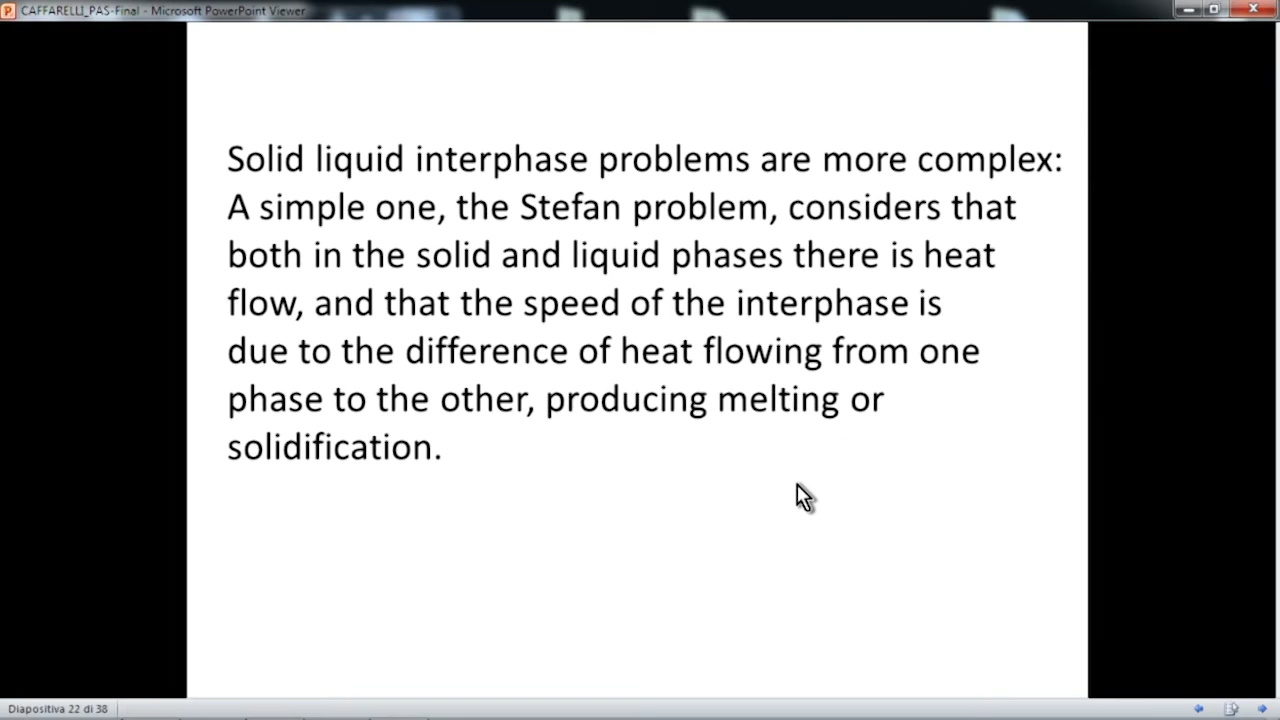 CAFFARELLI_PAS-Final - Microsoft PowerPoint Viewer
Solid liquid interphase problems are more complex:
A simple one, the Stefan problem, considers that
both in the solid and liquid phases there is heat
flow, and that the speed of the interphase is
due to the difference of heat flowing from one
phase to the other, producing melting or
solidification.
Diapositiva 22 di 38